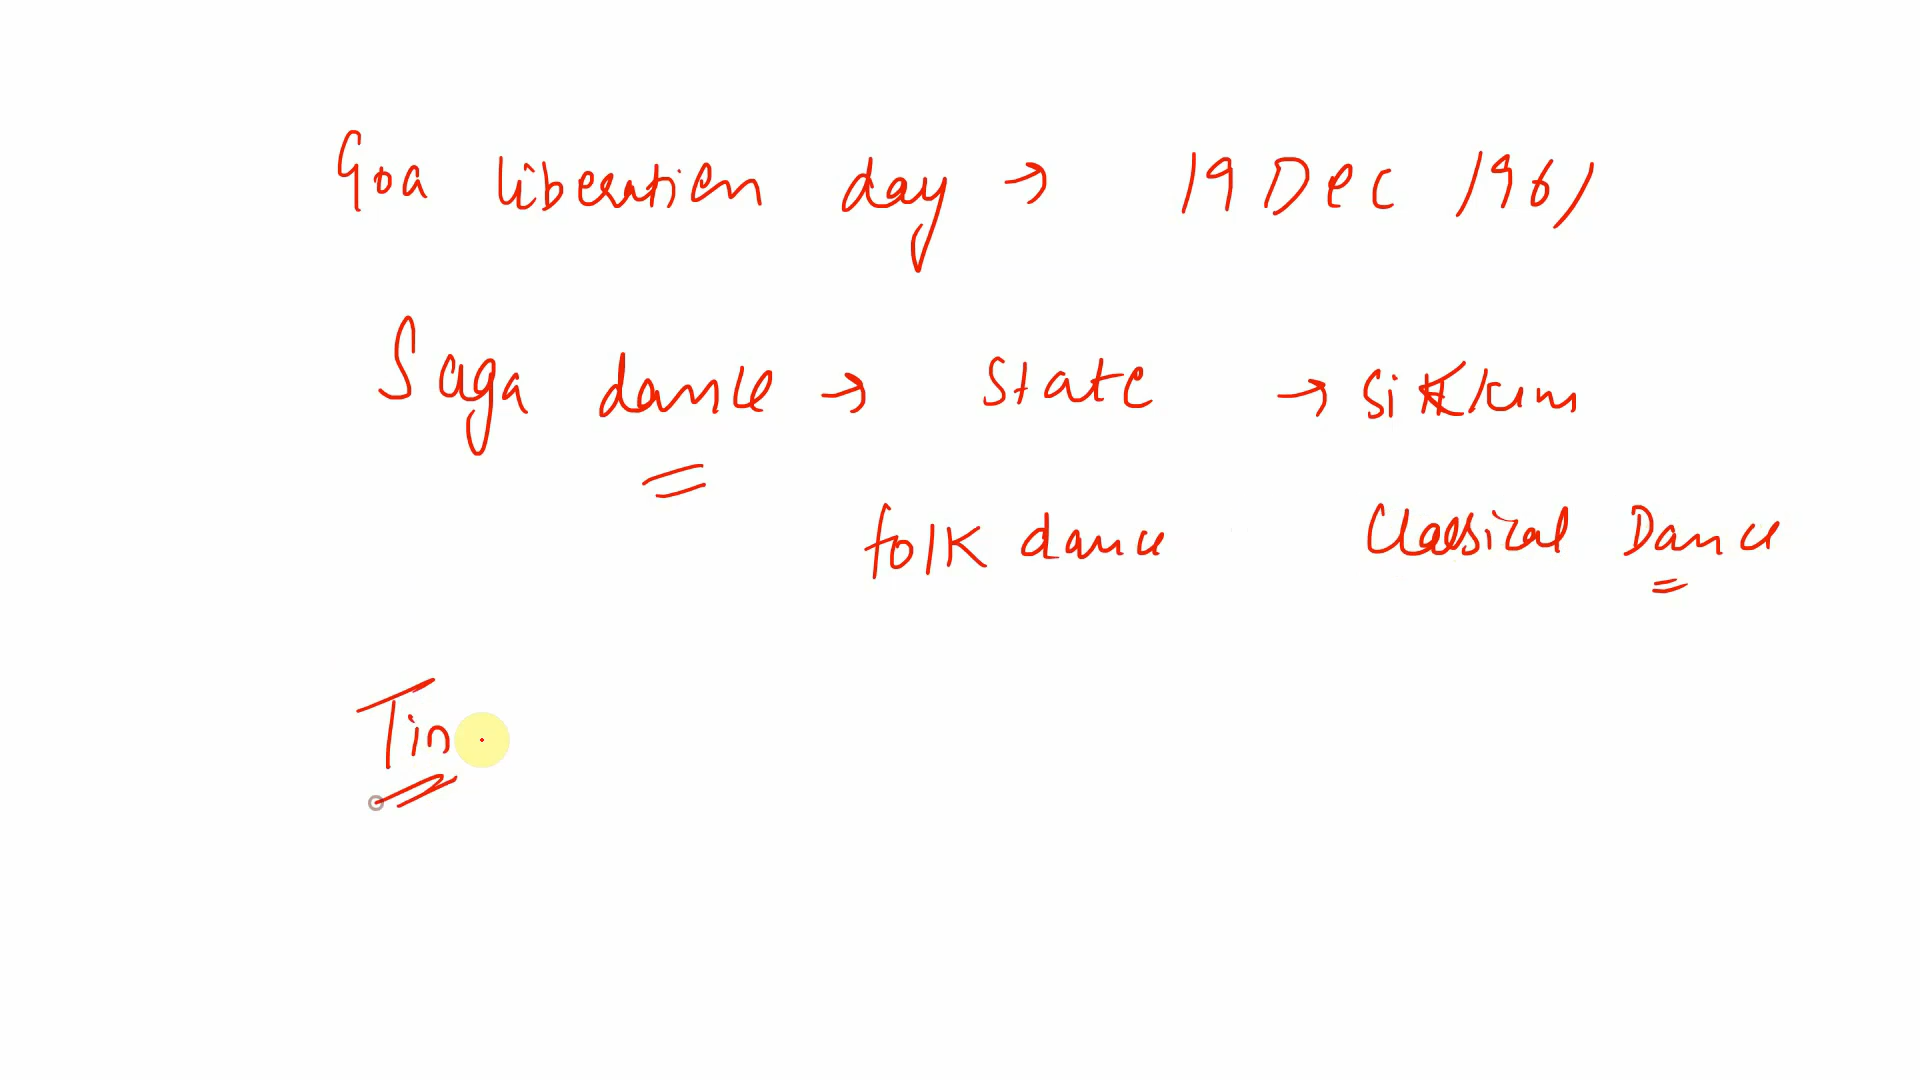 Goa liberation day → 19 Dec 1961
Saga dance → State → Sikkim
folk dance Classical Dance
Tin